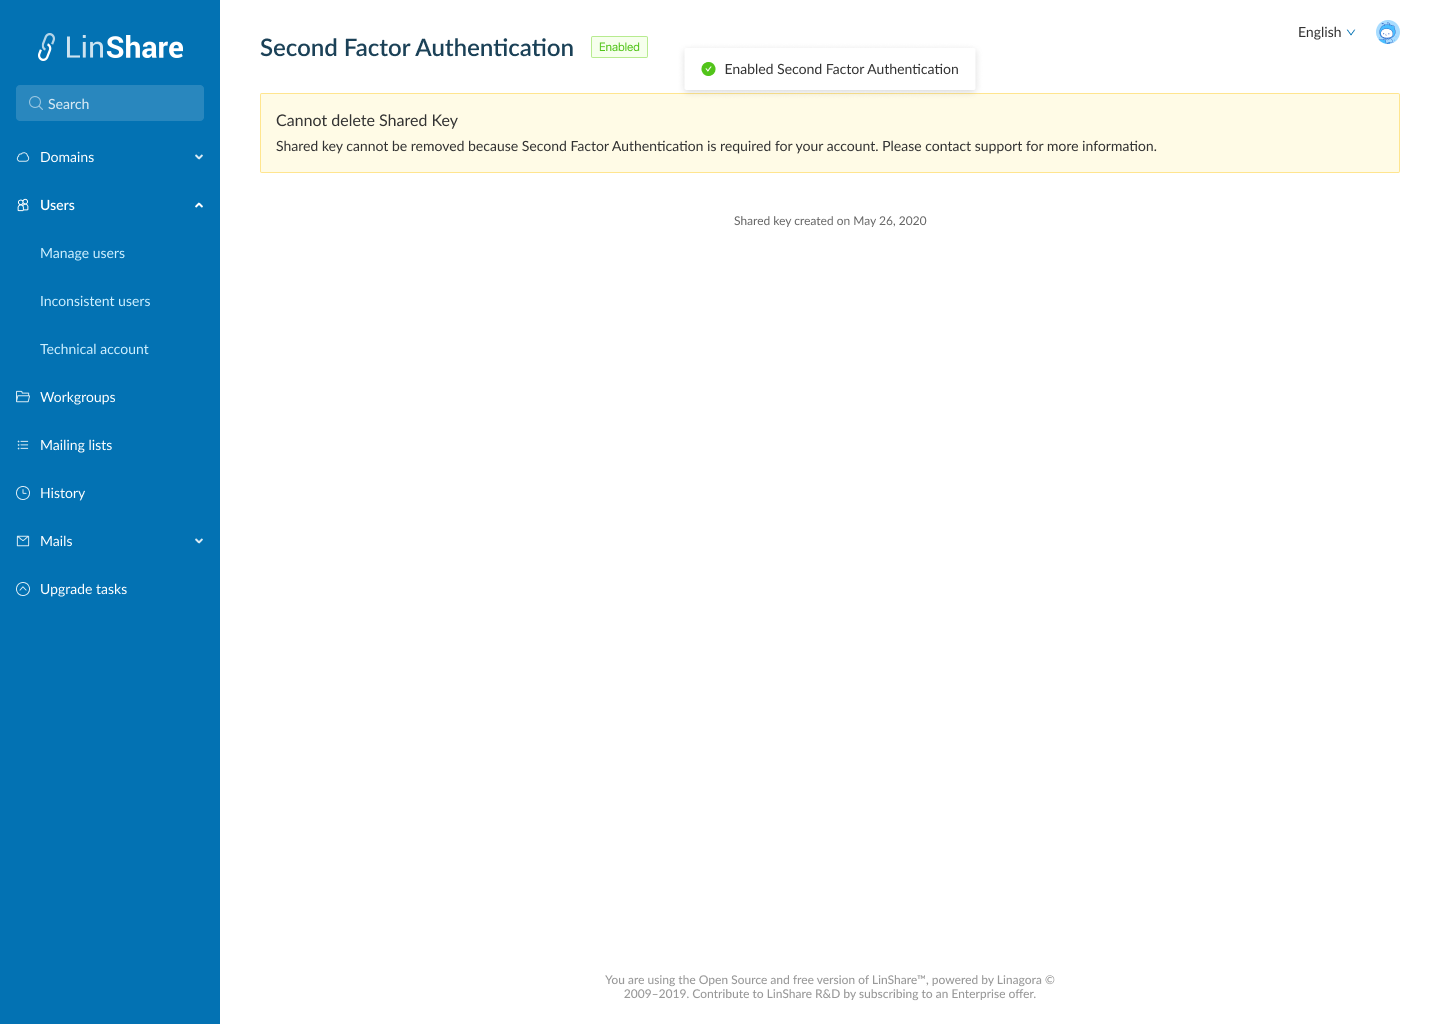 LinShare
Search
Domains
Users
Manage users
Inconsistent users
Technical account
Workgroups
Mailing lists
History
Mails
Upgrade tasks
English
Second Factor Authentication
Enabled
Enabled Second Factor Authentication
Cannot delete Shared Key
Shared key cannot be removed because Second Factor Authentication is required for your account. Please contact support for more information.
Shared key created on May 26, 2020
You are using the Open Source and free version of LinShare™, powered by Linagora ©
2009–2019. Contribute to LinShare R&D by subscribing to an Enterprise offer.